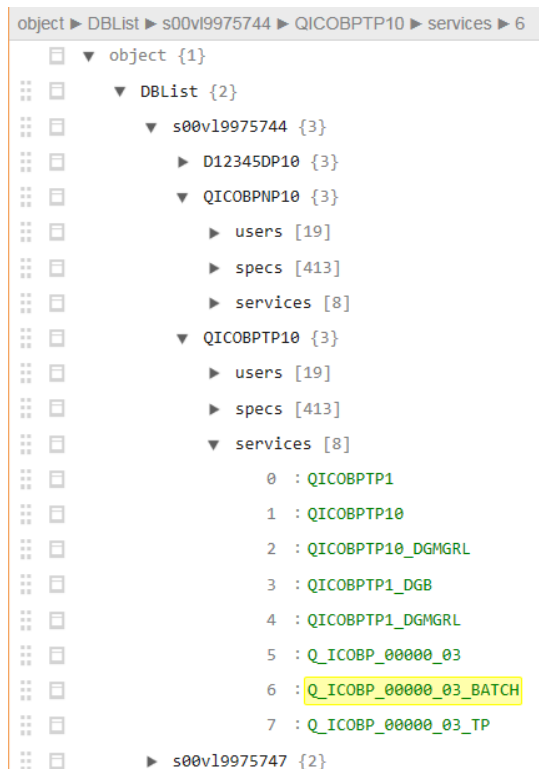 object ► DBList ► s00vl9975744 ► QICOBPTP10 ► services ► 6
▼ object {1}
▼ DBList {2}
▼ s00vl9975744 {3}
► D12345DP10 {3}
▼ QICOBPNP10 {3}
► users [19]
► specs [413]
► services [8]
▼ QICOBPTP10 {3}
► users [19]
► specs [413]
▼ services [8]
0 : QICOBPTP1
1 : QICOBPTP10
2 : QICOBPTP10_DGMGRL
3 : QICOBPTP1_DGB
4 : QICOBPTP1_DGMGRL
5 : Q_ICOBP_00000_03
6 : Q_ICOBP_00000_03_BATCH
7 : Q_ICOBP_00000_03_TP
► s00vl9975747 {2}